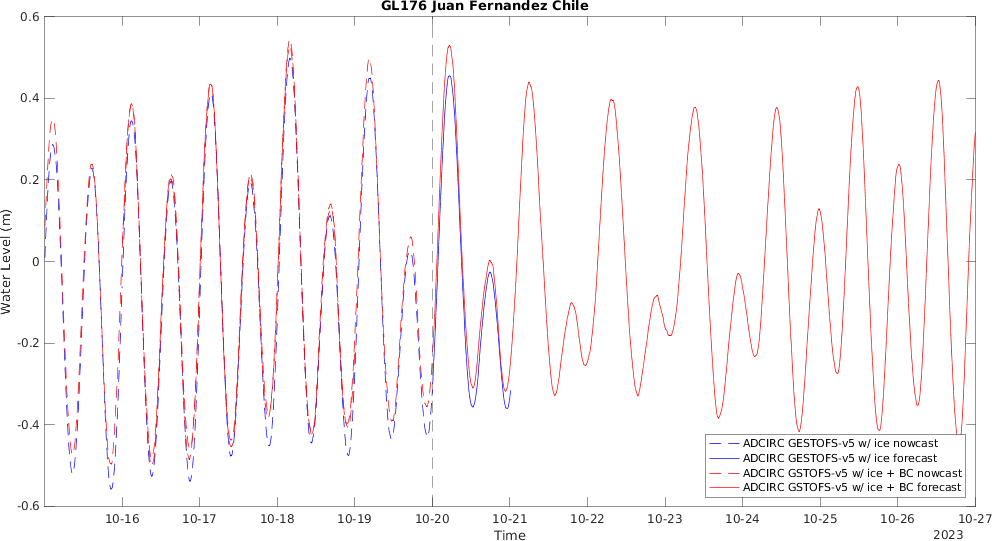 GL176 Juan Fernandez Chile
0.6
0.4
0.2
0
-0.2
-0.4
-0.6
Water Level (m)
10-16
10-17
10-18
10-19
10-20
10-21
10-22
10-23
10-24
10-25
10-26
10-27
Time
2023
ADCIRC GESTOFS-v5 w/ ice nowcast
ADCIRC GESTOFS-v5 w/ ice forecast
ADCIRC GSTOFS-v5 w/ ice + BC nowcast
ADCIRC GSTOFS-v5 w/ ice + BC forecast